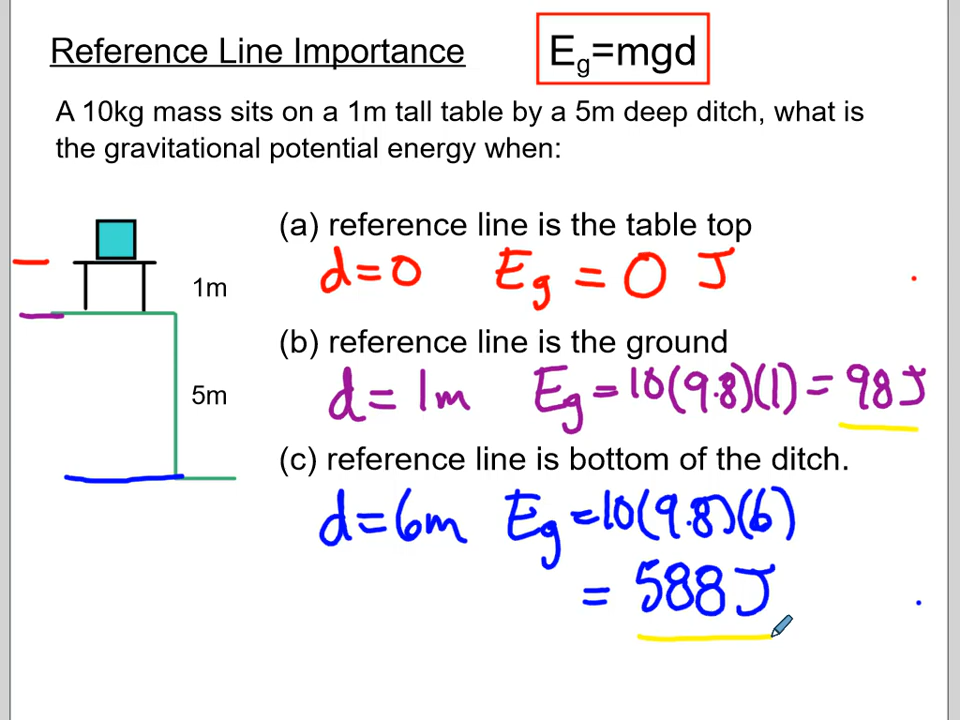 Reference Line Importance
Eg=mgd
A 10kg mass sits on a 1m tall table by a 5m deep ditch, what is
the gravitational potential energy when:
(a) reference line is the table top
d=0 Eg = 0 J
1m
(b) reference line is the ground
d=1m Eg=10(9.8)(1)=98J
5m
(c) reference line is bottom of the ditch.
d=6m Eg=10(9.8)(6)
= 588J